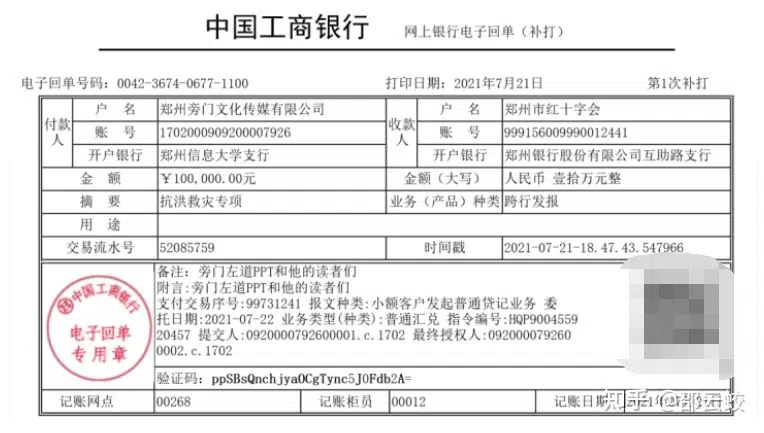 中国工商银行 网上银行电子回单（补打）
电子回单号码：0042-3674-0677-1100 打印日期：2021年7月21日 第1次补打
付款人 户 名 郑州旁门文化传媒有限公司 收款人 户 名 郑州市红十字会
账 号 1702000909200007926 账 号 999156009990012441
开户银行 郑州信息大学支行 开户银行 郑州银行股份有限公司互助路支行
金 额 ￥100,000.00元 金额（大写） 人民币 壹拾万元整
摘 要 抗洪救灾专项 业务（产品）种类 跨行发报
用 途
交易流水号 52085759 时间戳 2021-07-21-18.47.43.547966
中国工商银行
电子回单
专用章
备注：旁门左道PPT和他的读者们
附言:旁门左道PPT和他的读者们
支付交易序号:99731241 报文种类:小额客户发起普通贷记业务 委
托日期:2021-07-22 业务类型(种类):普通汇兑 指令编号:HQP9004559
20457 提交人:0920000792600001.c.1702 最终授权人:092000079260
0002.c.1702
验证码：ppSBsQnchjyaOCgTync5J0Fdb2A=
记账网点 00268 记账柜员 00012 记账日期
知乎 @邵云蛟